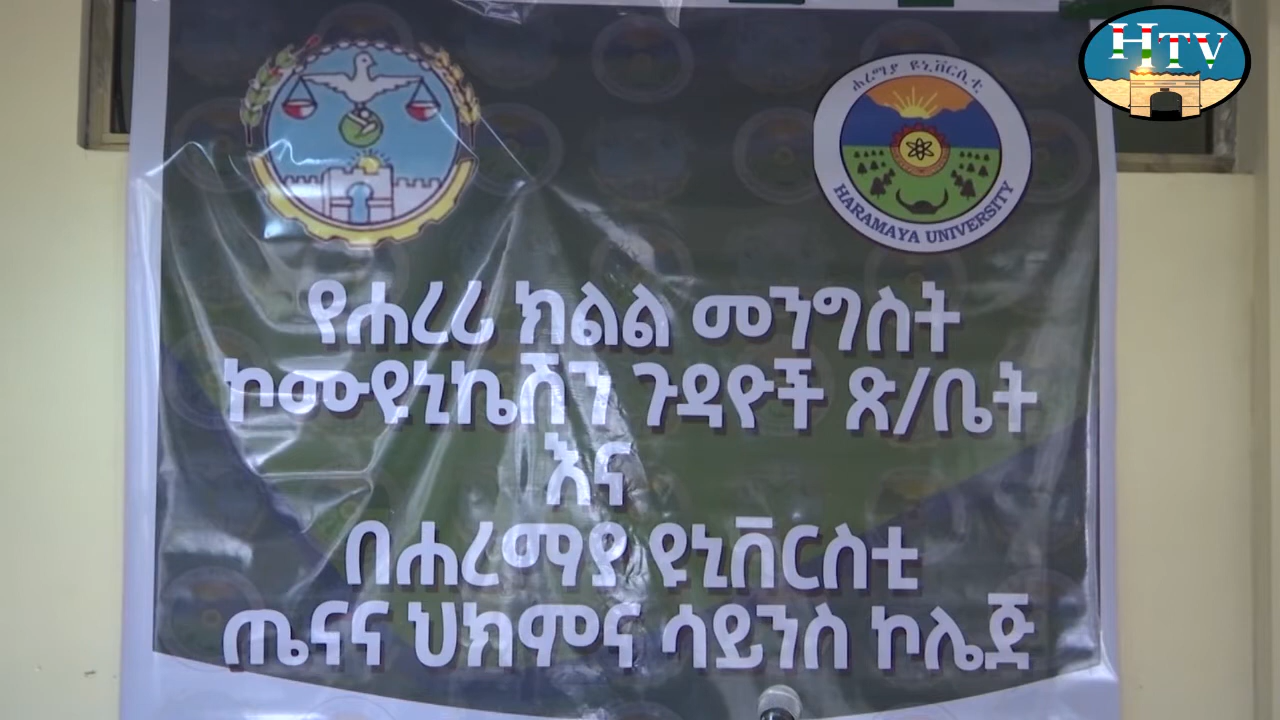 HTV
ሐረማያ ዩኒቨርሲቲ
HARAMAYA UNIVERSITY
የሐረሪ ክልል መንግስት
ኮሙዩኒኬሽን ጉዳዮች ጽ/ቤት
እና
በሐረማያ ዩኒቨርስቲ
ጤናና ህክምና ሳይንስ ኮሌጅ